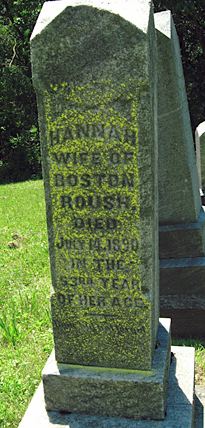 HANNAH
WIFE OF
BOSTON
ROUSH
DIED
JULY 14, 1890
IN THE
53RD YEAR
OF HER AGE